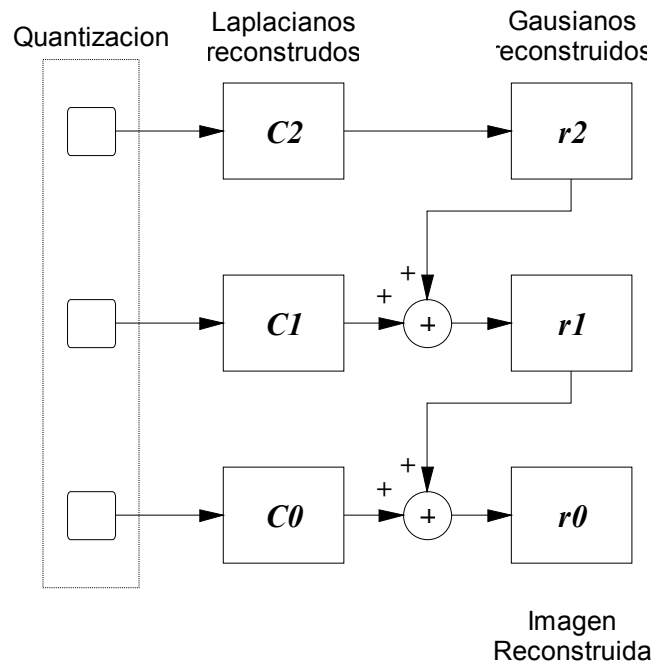 Quantizacion
Laplacianos
reconstrudos
Gausianos
reconstruidos
C2
r2
+
+
C1
+
r1
+
+
C0
+
r0
Imagen
Reconstruida